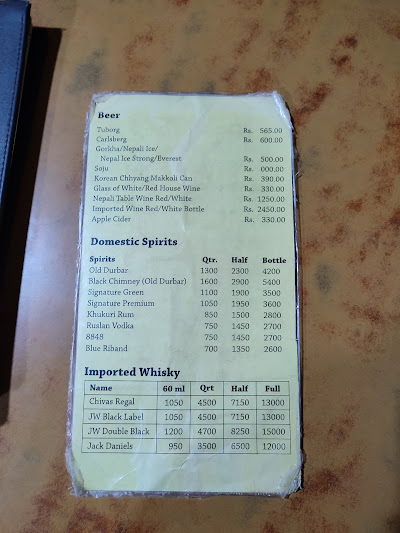 Beer
Tuborg Rs. 565.00
Carlsberg Rs. 600.00
Gorkha/Nepali Ice/
Nepal Ice Strong/Everest Rs. 500.00
Soju Rs. 000.00
Korean Chhyang Makkoli Can Rs. 390.00
Glass of White/Red House Wine Rs. 330.00
Nepali Table Wine Red/White Rs. 1250.00
Imported Wine Red/White Bottle Rs. 2450.00
Apple Cider Rs. 330.00
Domestic Spirits
Spirits Qtr. Half Bottle
Old Durbar 1300 2300 4200
Black Chimney (Old Durbar) 1600 2900 5400
Signature Green 1100 1900 3500
Signature Premium 1050 1950 3600
Khukuri Rum 850 1500 2800
Ruslan Vodka 750 1450 2700
8848 750 1450 2700
Blue Riband 700 1350 2600
Imported Whisky
Name 60 ml Qrt Half Full
Chivas Regal 1050 4500 7150 13000
JW Black Label 1050 4500 7150 13000
JW Double Black 1200 4700 8250 15000
Jack Daniels 950 3500 6500 12000